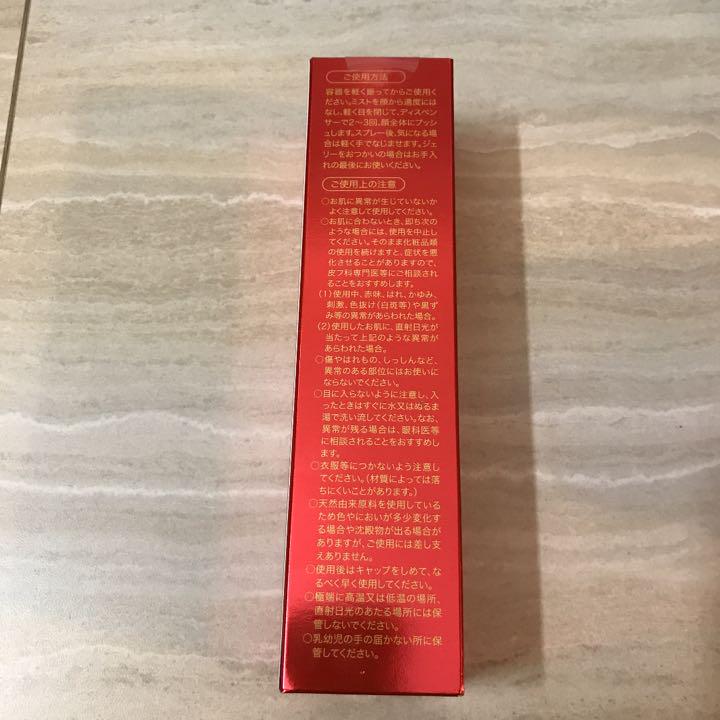 ご使用方法
容器を軽く振ってからご使用く
ださい。ミストを顔から適度には
なし、軽く目を閉じて、ディスペン
サーで2〜3回、顔全体にプッ
シュします。スプレー後、気になる場
合は軽く手でなじませます。ジェ
リーをおつかいの場合はお手入
れの最後にお使いください。
ご使用上の注意
○お肌に異常が生じていないか
よく注意して使用してください。
○お肌に合わないとき、即ち次の
ような場合には、使用を中止し
てください。そのまま化粧品類
の使用を続けますと、症状を悪
化させることがありますので、
皮フ科専門医等にご相談され
ることをおすすめします。
(1)使用中、赤味、はれ、かゆみ、
刺激、色抜け(白斑等)や黒ず
み等の異常があらわれた場合。
(2)使用したお肌に、直射日光が
当たって上記のような異常が
あらわれた場合。
○傷やはれもの、しっしんなど、
異常のある部位にはお使いに
ならないでください。
○目に入らないように注意し、入
ったときはすぐに水又はぬるま
湯で洗い流してください。なお、
異常が残る場合は、眼科医等
に相談されることをおすすめしま
す。
○衣服等につかないよう注意し
てください。(材質によっては落
ちにくいことがあります。)
○天然由来原料を使用している
ため色やにおいが多少変化す
る場合や沈殿物が出る場合が
ありますが、ご使用には差し支
えありません。
○使用後はキャップをしめて、な
るべく早く使用してください。
○極端に高温又は低温の場所、
直射日光のあたる場所には保
管しないでください。
○乳幼児の手の届かない所に保
管してください。